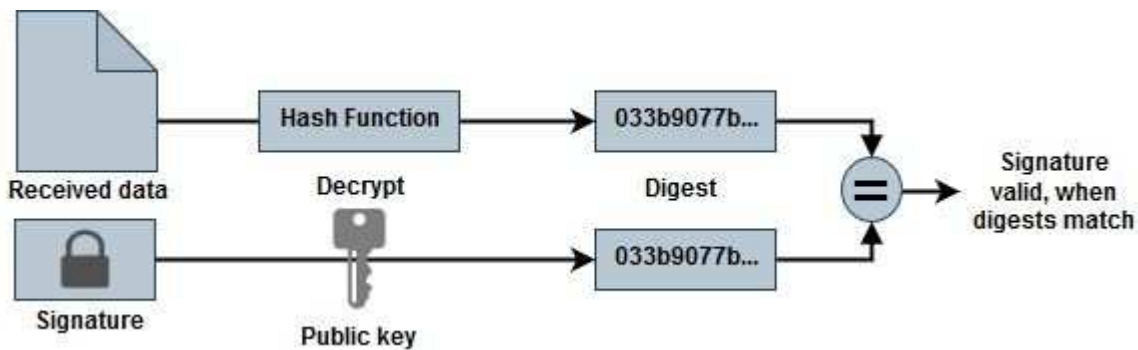 Hash Function
033b9077b...
Received data
Decrypt
Digest
=
Signature
valid, when
digests match
033b9077b...
Signature
Public key